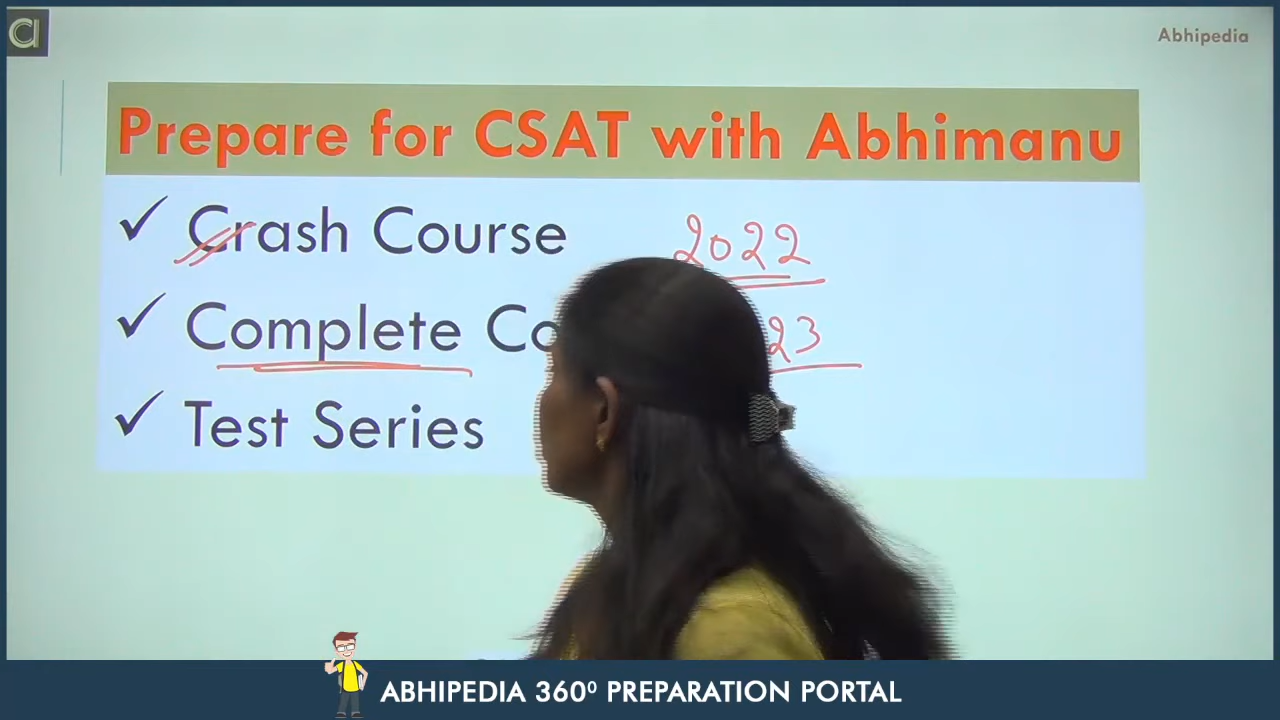 Abhipedia
Prepare for CSAT with Abhimanu
✓ Crash Course 2022
✓ Complete Co 23
✓ Test Series
ABHIPEDIA 360⁰ PREPARATION PORTAL